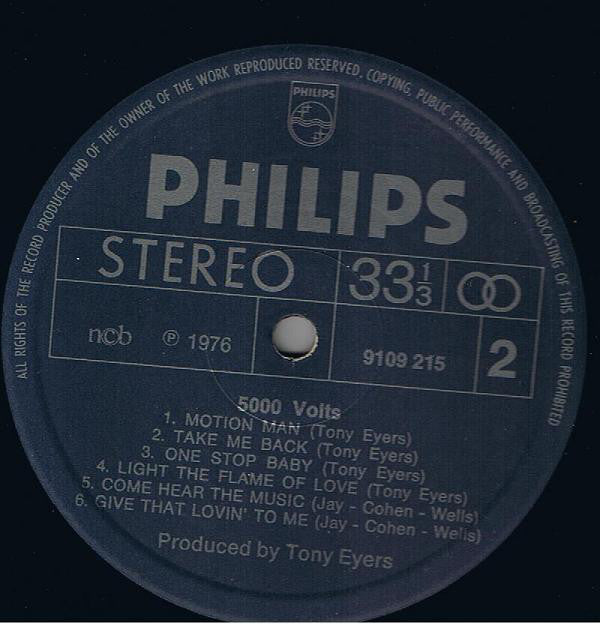 ALL RIGHTS OF THE RECORD PRODUCER AND OF THE OWNER OF THE WORK REPRODUCED RESERVED. COPYING, PUBLIC PERFORMANCE AND BROADCASTING OF THIS RECORD PROHIBITED
PHILIPS
PHILIPS
STEREO 33 1/3
ncb Ⓟ 1976 9109 215 2
5000 Volts
1. MOTION MAN (Tony Eyers)
2. TAKE ME BACK (Tony Eyers)
3. ONE STOP BABY (Tony Eyers)
4. LIGHT THE FLAME OF LOVE (Tony Eyers)
5. COME HEAR THE MUSIC (Jay - Cohen - Wells)
6. GIVE THAT LOVIN' TO ME (Jay - Cohen - Wells)
Produced by Tony Eyers